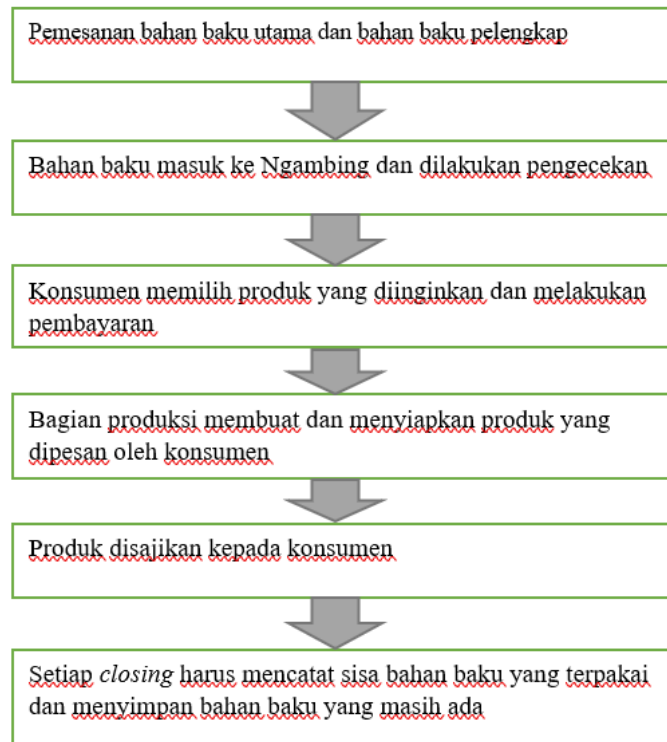 Pemesanan bahan baku utama dan bahan baku pelengkap
Bahan baku masuk ke Ngambing dan dilakukan pengecekan
Konsumen memilih produk yang diinginkan dan melakukan
pembayaran
Bagian produksi membuat dan menyiapkan produk yang
dipesan oleh konsumen
Produk disajikan kepada konsumen
Setiap closing harus mencatat sisa bahan baku yang terpakai
dan menyimpan bahan baku yang masih ada